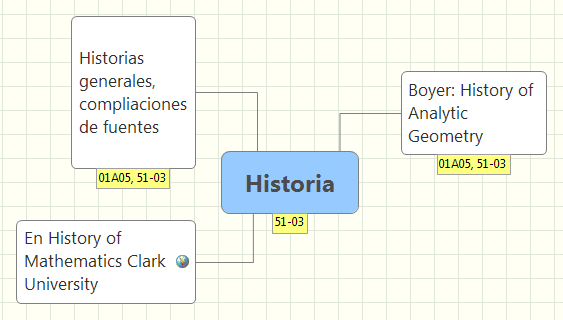 Historias
generales,
compliaciones
de fuentes
01A05, 51-03
Boyer: History of
Analytic
Geometry
01A05, 51-03
Historia
51-03
En History of
Mathematics Clark
University